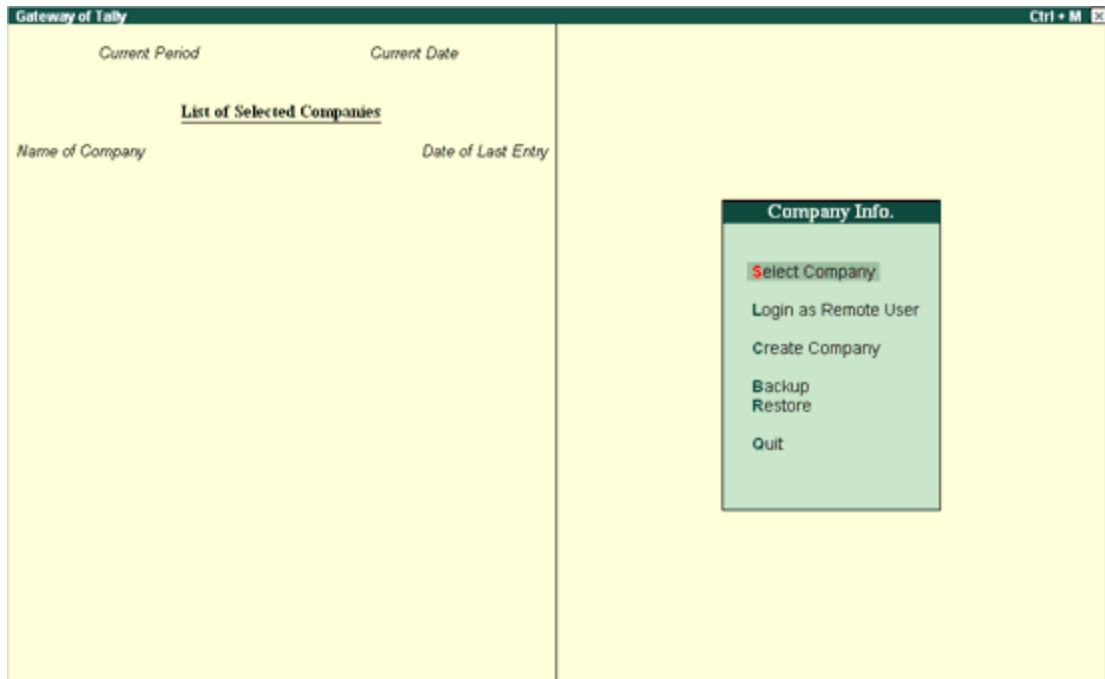 Gateway of Tally Ctrl + M
Current Period Current Date
List of Selected Companies
Name of Company Date of Last Entry
Company Info.
Select Company
Login as Remote User
Create Company
Backup
Restore
Quit